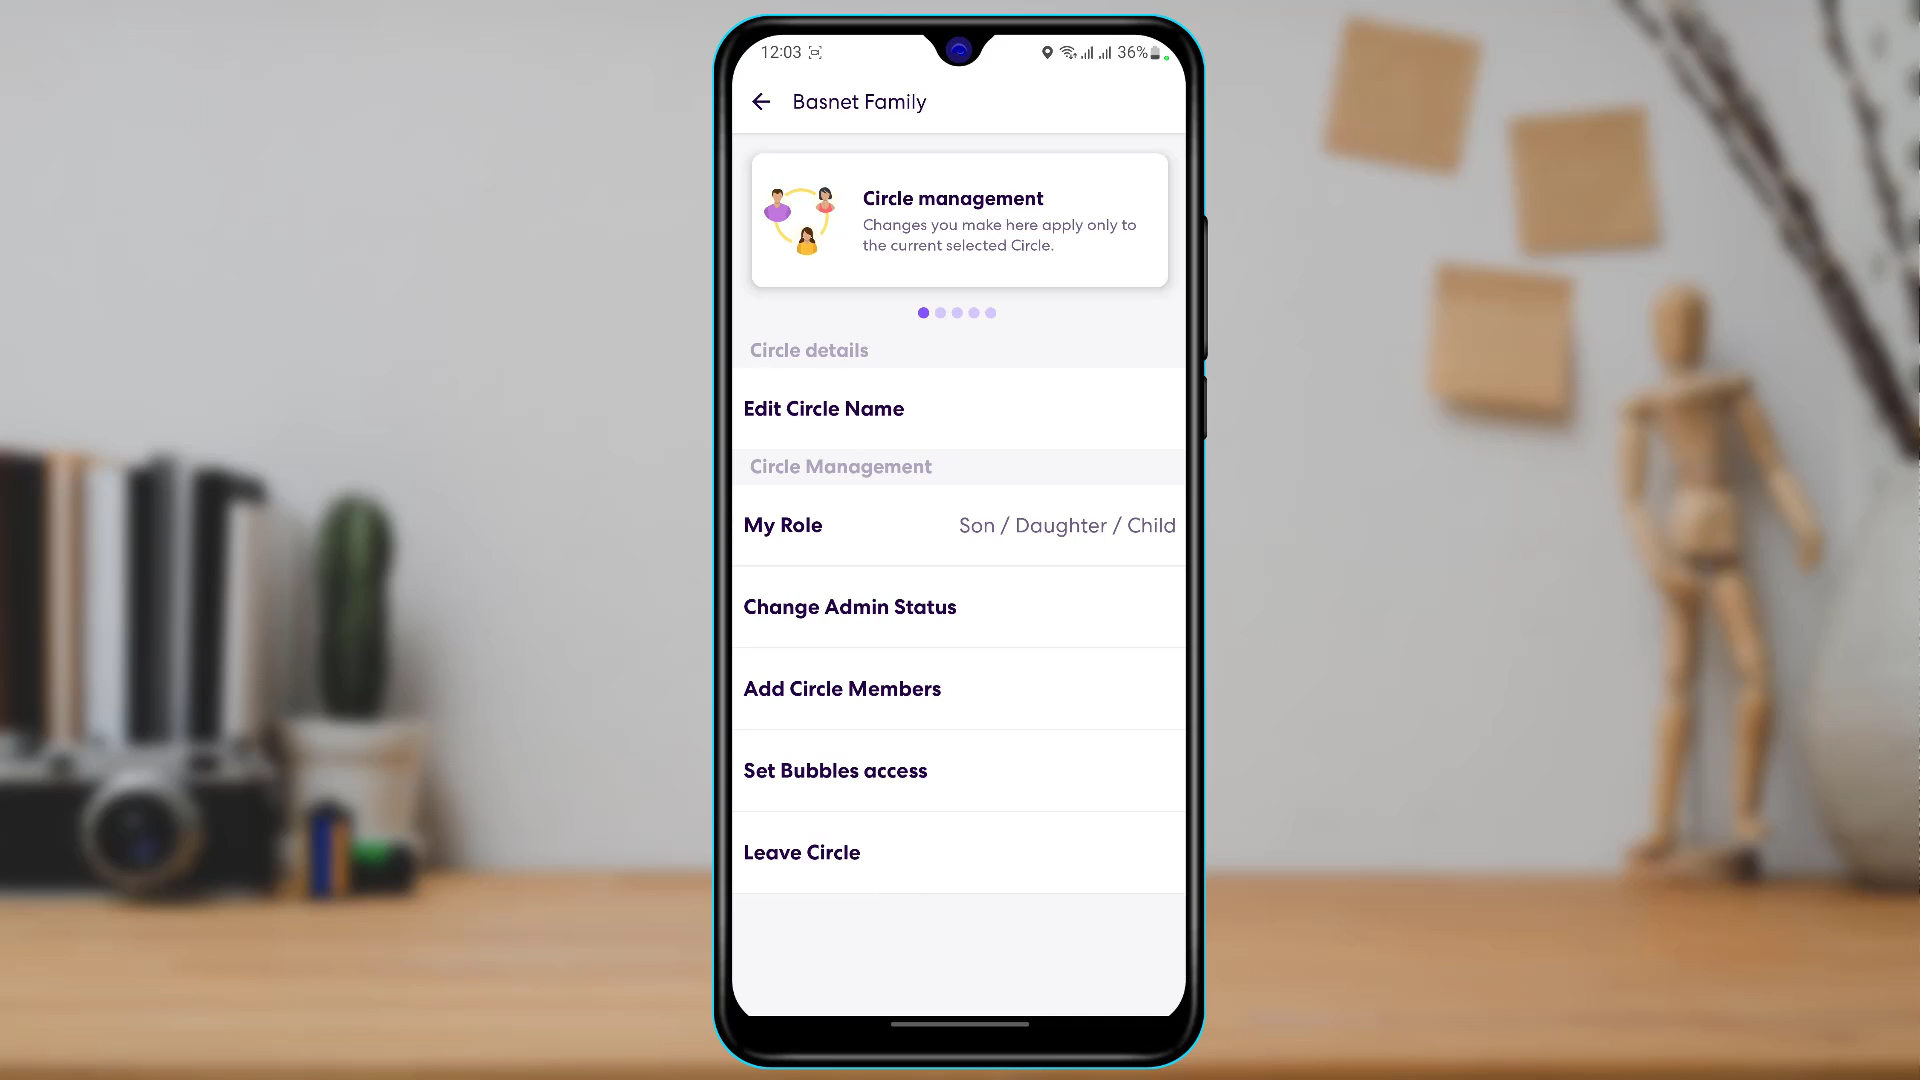 12:03
36%
Basnet Family
Circle management
Changes you make here apply only to
the current selected Circle.
Circle details
Edit Circle Name
Circle Management
My Role
Son / Daughter / Child
Change Admin Status
Add Circle Members
Set Bubbles access
Leave Circle